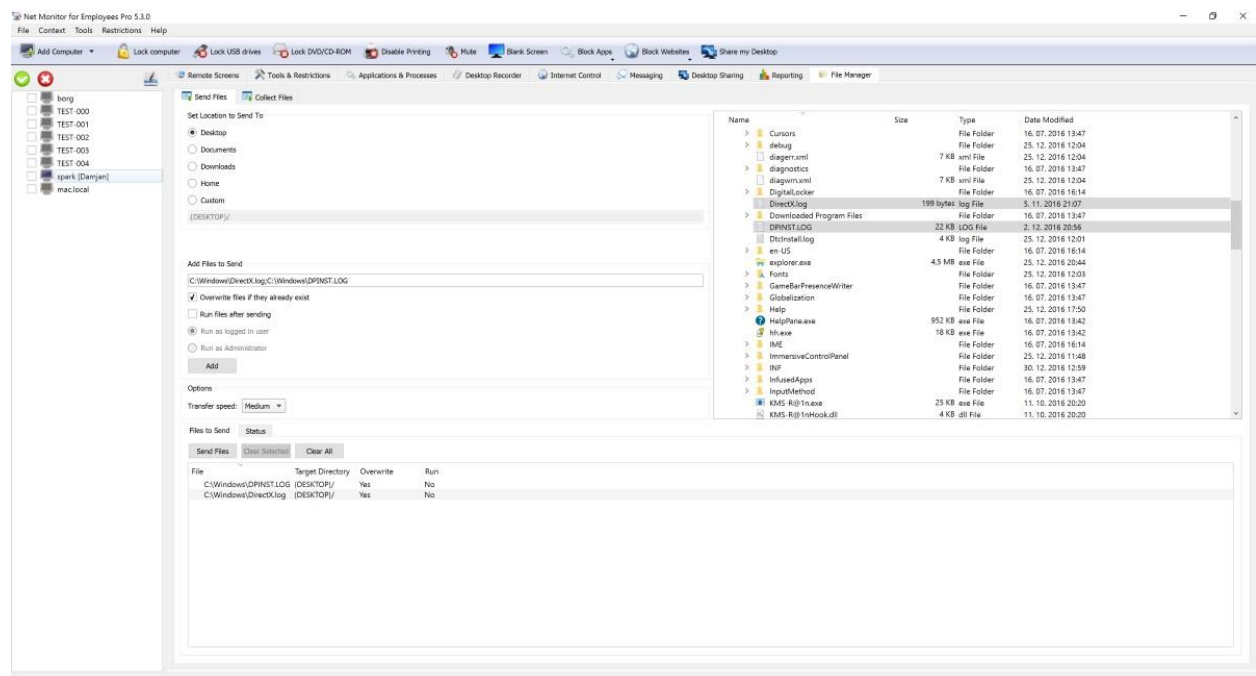 Net Monitor for Employees Pro 5.3.0
File Context Tools Restrictions Help
Add Computer Lock computer Lock USB drives Lock DVD/CD-ROM Disable Printing Mute Blank Screen Block Apps Block Websites Share my Desktop
Remote Screens Tools & Restrictions Applications & Processes Desktop Recorder Internet Control Messaging Desktop Sharing Reporting File Manager
borg
TEST-000
TEST-001
TEST-002
TEST-003
TEST-004
spark [Damjan]
mac.local
Send Files Collect Files
Set Location to Send To
Desktop
Documents
Downloads
Home
Custom
{DESKTOP}/
Add Files to Send
C:\Windows\DirectX.log;C:\Windows\DPINST.LOG
Overwrite files if they already exist
Run files after sending
Run as logged in user
Run as Administrator
Add
Options
Transfer speed: Medium
Name Size Type Date Modified
Cursors File Folder 16. 07. 2016 13:47
debug File Folder 25. 12. 2016 12:04
diagerr.xml 7 KB xml File 25. 12. 2016 12:04
diagnostics File Folder 16. 07. 2016 13:47
diagwrn.xml 7 KB xml File 25. 12. 2016 12:04
DigitalLocker File Folder 16. 07. 2016 16:14
DirectX.log 199 bytes log File 5. 11. 2016 21:07
Downloaded Program Files File Folder 16. 07. 2016 13:47
DPINST.LOG 22 KB LOG File 2. 12. 2016 20:56
DtcInstall.log 4 KB log File 25. 12. 2016 12:01
en-US File Folder 16. 07. 2016 16:14
explorer.exe 4,5 MB exe File 25. 12. 2016 20:44
Fonts File Folder 25. 12. 2016 12:03
GameBarPresenceWriter File Folder 16. 07. 2016 13:47
Globalization File Folder 16. 07. 2016 13:47
Help File Folder 25. 12. 2016 17:50
HelpPane.exe 952 KB exe File 16. 07. 2016 13:42
hh.exe 18 KB exe File 16. 07. 2016 13:42
IME File Folder 16. 07. 2016 16:14
ImmersiveControlPanel File Folder 25. 12. 2016 11:48
INF File Folder 30. 12. 2016 12:59
InfusedApps File Folder 16. 07. 2016 13:47
InputMethod File Folder 16. 07. 2016 13:47
KMS-R@1n.exe 25 KB exe File 11. 10. 2016 20:20
KMS-R@1nHook.dll 4 KB dll File 11. 10. 2016 20:20
Files to Send Status
Send Files Clear Selected Clear All
File Target Directory Overwrite Run
C:\Windows\DPINST.LOG {DESKTOP}/ Yes No
C:\Windows\DirectX.log {DESKTOP}/ Yes No